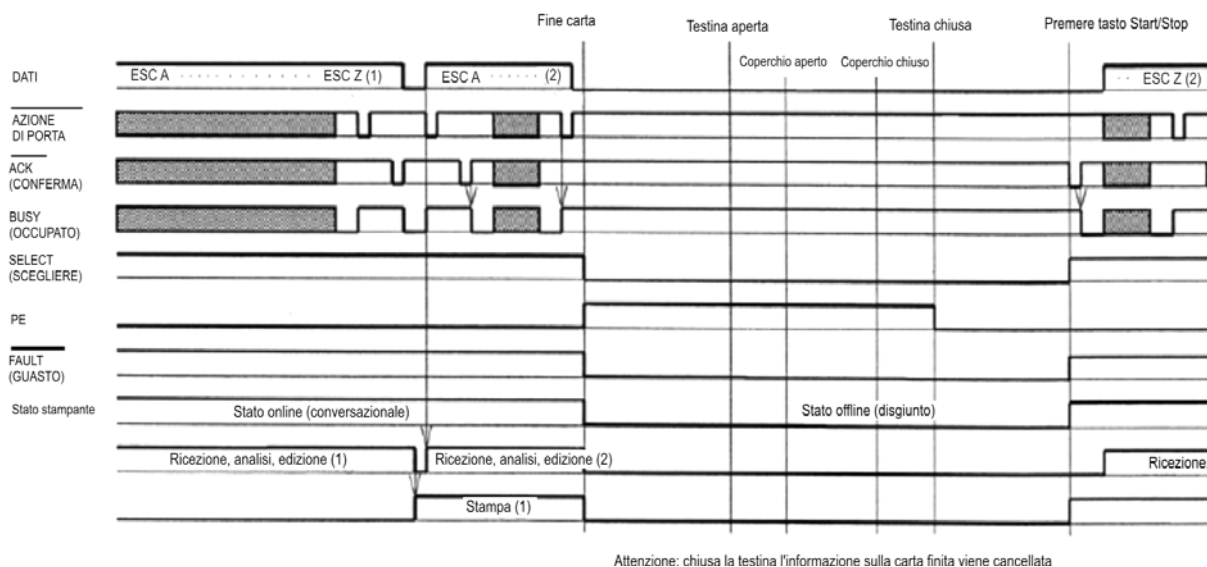 Fine carta
Testina aperta
Testina chiusa
Premere tasto Start/Stop
Coperchio aperto
Coperchio chiuso
DATI
ESC A · · · · · · · · · · ESC Z (1)
ESC A · · · · · · (2)
· · ESC Z (2)
AZIONE
DI PORTA
ACK
(CONFERMA)
BUSY
(OCCUPATO)
SELECT
(SCEGLIERE)
PE
FAULT
(GUASTO)
Stato stampante
Stato online (conversazionale)
Stato offline (disgiunto)
Ricezione, analisi, edizione (1)
Ricezione, analisi, edizione (2)
Ricezione,
Stampa (1)
Attenzione: chiusa la testina l'informazione sulla carta finita viene cancellata